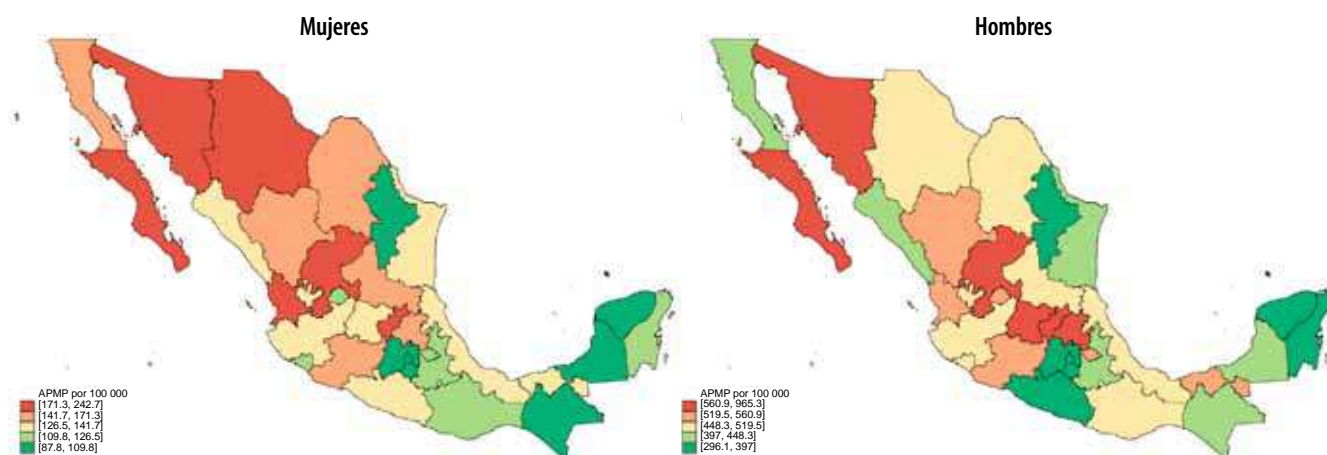 Mujeres
APMP por 100 000
[171.3, 242.7]
[141.7, 171.3]
[126.5, 141.7]
[109.8, 126.5]
[87.8, 109.8]
Hombres
APMP por 100 000
[560.9, 965.3]
[519.5, 560.9]
[448.3, 519.5]
[397, 448.3]
[296.1, 397]